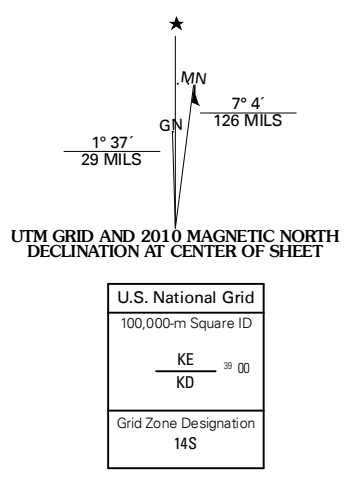 ★
MN
7° 4´
126 MILS
GN
1° 37´
29 MILS
UTM GRID AND 2010 MAGNETIC NORTH
DECLINATION AT CENTER OF SHEET
U.S. National Grid
100,000-m Square ID
KE
39 00
KD
Grid Zone Designation
14S